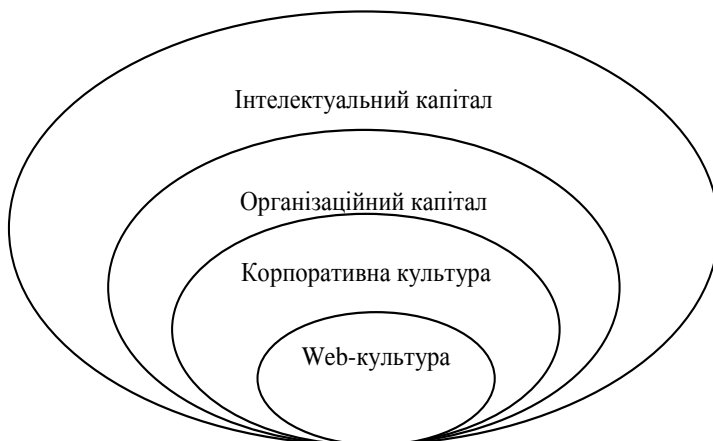 Інтелектуальний капітал
Організаційний капітал
Корпоративна культура
Web-культура